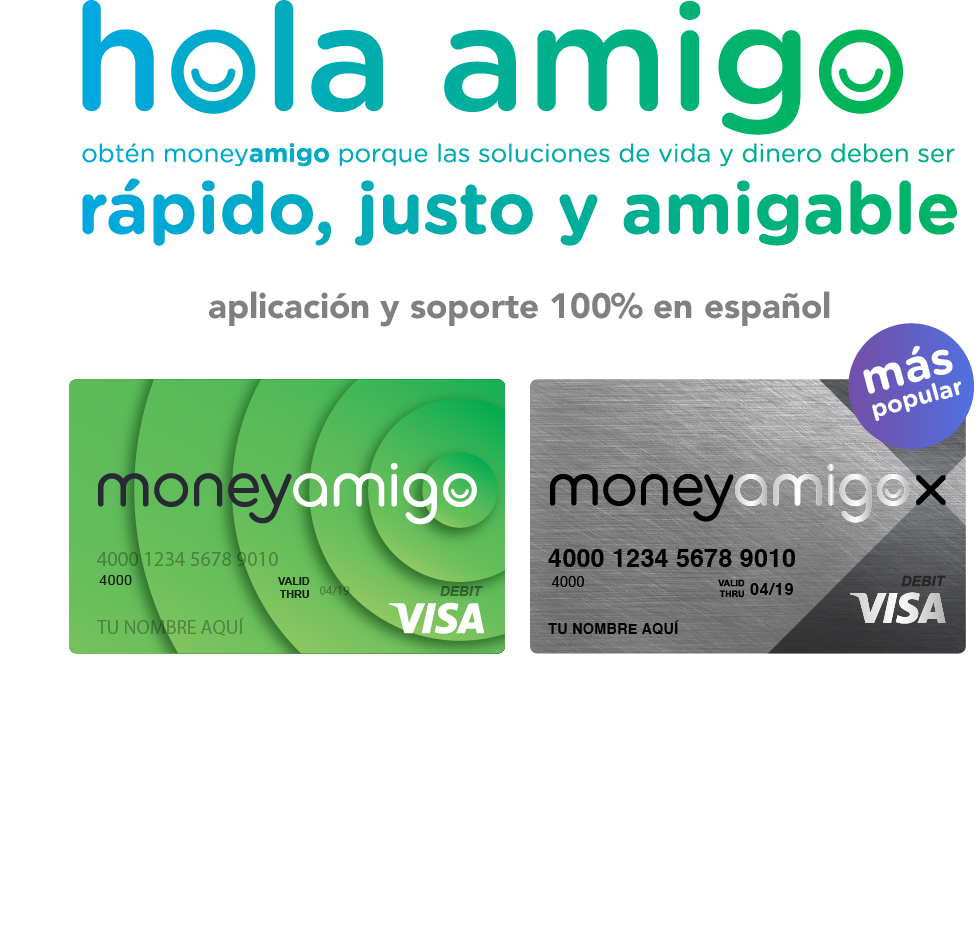 hola amigo
obtén moneyamigo porque las soluciones de vida y dinero deben ser
rápido, justo y amigable
aplicación y soporte 100% en español
más
popular
moneyamigo
4000 1234 5678 9010
4000
VALID
THRU 04/19
DEBIT
VISA
TU NOMBRE AQUÍ
moneyamigo x
4000 1234 5678 9010
4000
VALID
THRU 04/19
DEBIT
VISA
TU NOMBRE AQUÍ